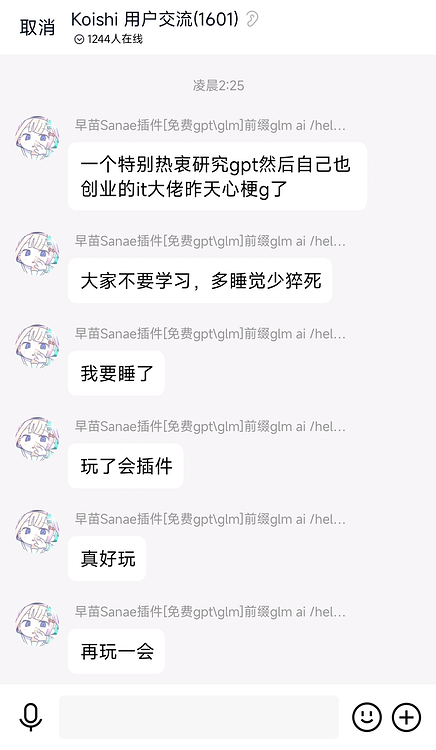 取消
Koishi 用户交流(1601)
1244人在线
凌晨2:25
早苗Sanae插件[免费gpt\glm]前缀glm ai /hel...
一个特别热衷研究gpt然后自己也
创业的it大佬昨天心梗g了
早苗Sanae插件[免费gpt\glm]前缀glm ai /hel...
大家不要学习，多睡觉少猝死
早苗Sanae插件[免费gpt\glm]前缀glm ai /hel...
我要睡了
早苗Sanae插件[免费gpt\glm]前缀glm ai /hel...
玩了会插件
早苗Sanae插件[免费gpt\glm]前缀glm ai /hel...
真好玩
早苗Sanae插件[免费gpt\glm]前缀glm ai /hel...
再玩一会